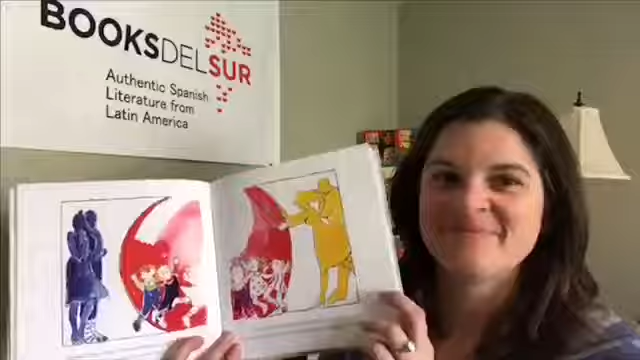 BOOKSDELSUR
Authentic Spanish
Literature from
Latin America